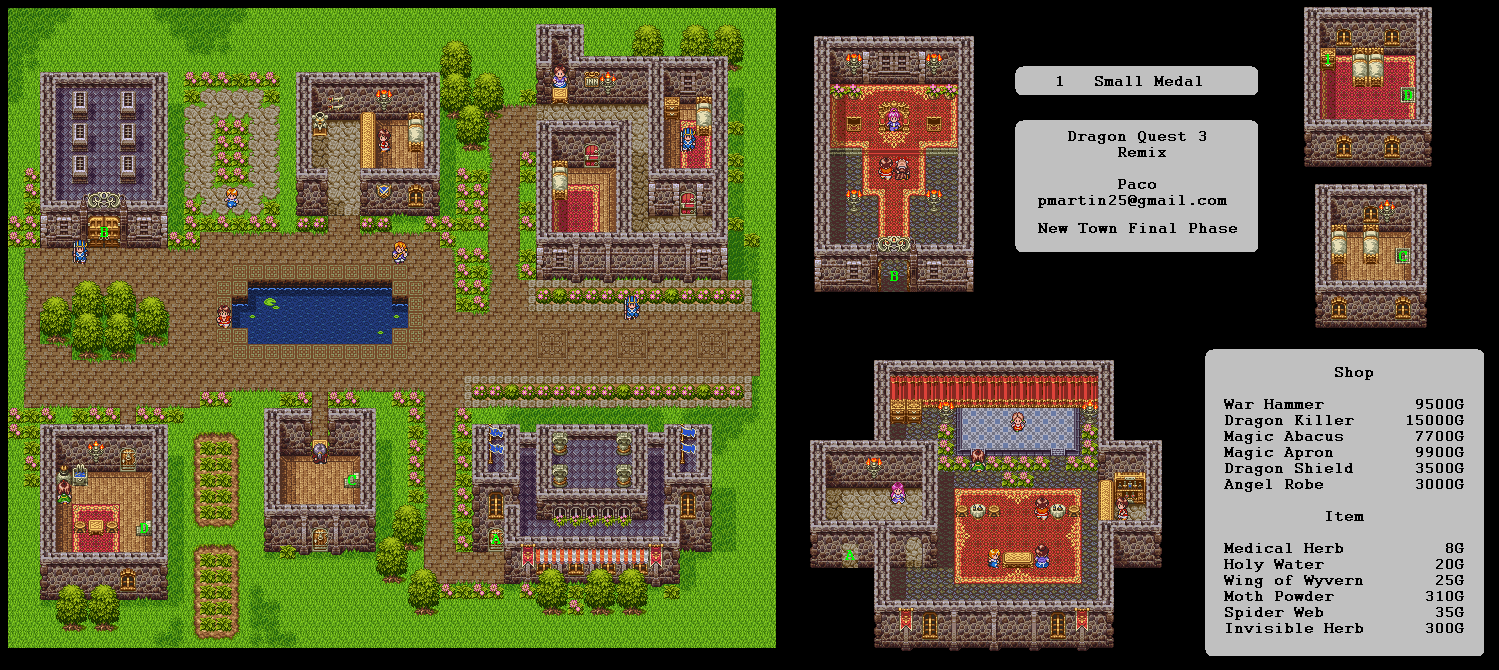 INN
1 Small Medal
Dragon Quest 3
Remix
Paco
pmartin25@gmail.com
New Town Final Phase
B
B
A
A
C
C
D
D
Shop
War Hammer 9500G
Dragon Killer 15000G
Magic Abacus 7700G
Magic Apron 9900G
Dragon Shield 3500G
Angel Robe 3000G
Item
Medical Herb 8G
Holy Water 20G
Wing of Wyvern 25G
Moth Powder 310G
Spider Web 35G
Invisible Herb 300G